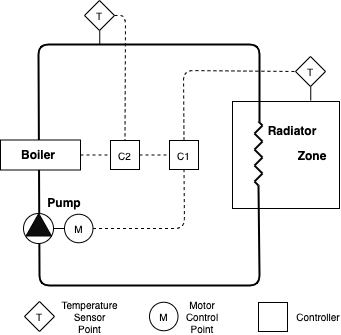 T
T
Radiator
Zone
Boiler
C2
C1
Pump
M
T
Temperature
Sensor
Point
M
Motor
Control
Point
Controller